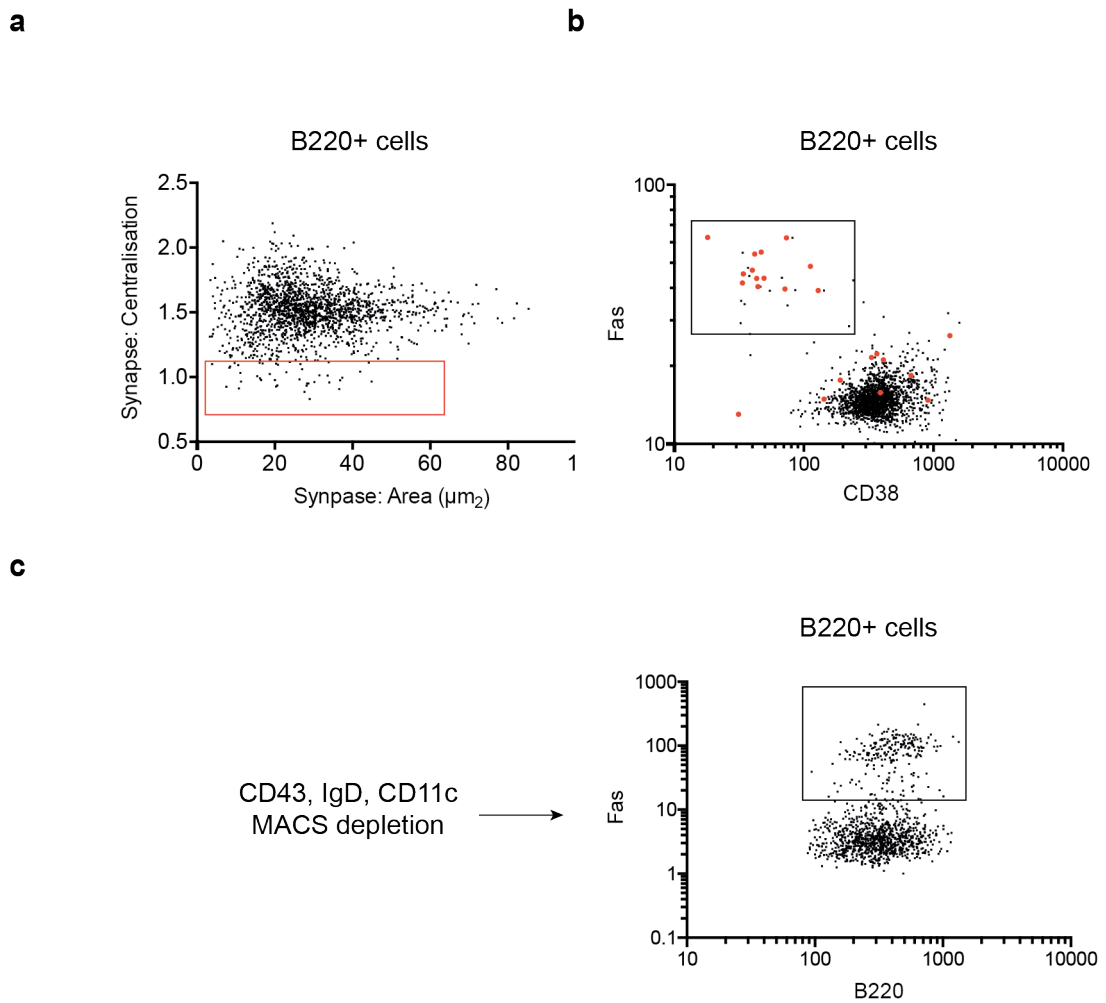 a
B220+ cells
Synapse: Centralisation
2.5
2.0
1.5
1.0
0.5
0
20
40
60
80
1
Synpase: Area (µm2)
b
B220+ cells
Fas
100
10
10
100
1000
10000
CD38
c
CD43, IgD, CD11c
MACS depletion
B220+ cells
Fas
1000
100
10
1
0.1
10
100
1000
10000
B220